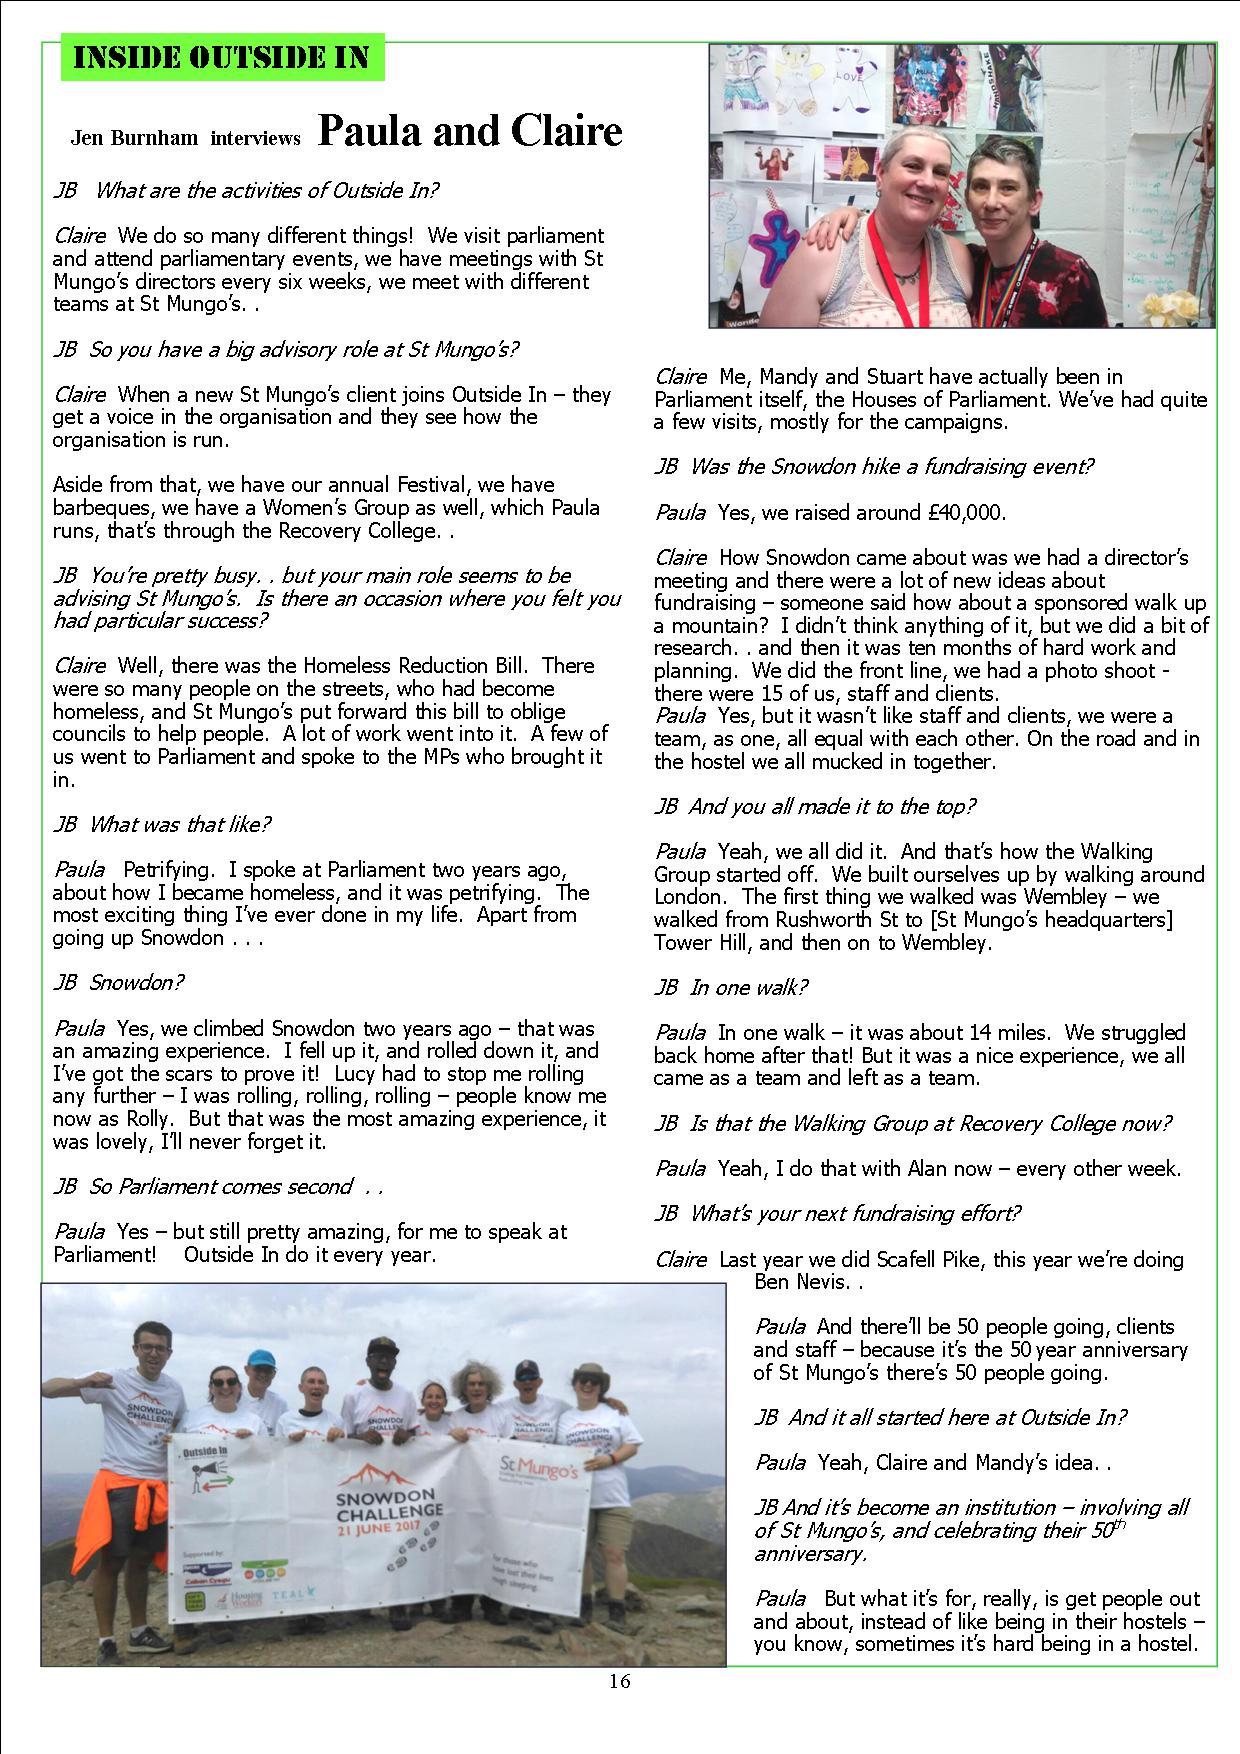 INSIDE OUTSIDE IN
Jen Burnham interviews Paula and Claire
JB What are the activities of Outside In?
Claire We do so many different things! We visit parliament
and attend parliamentary events, we have meetings with St
Mungo's directors every six weeks, we meet with different
teams at St Mungo's. .
JB So you have a big advisory role at St Mungo's?
Claire When a new St Mungo's client joins Outside In – they
get a voice in the organisation and they see how the
organisation is run.
Aside from that, we have our annual Festival, we have
barbeques, we have a Women's Group as well, which Paula
runs, that's through the Recovery College. .
JB You're pretty busy. . but your main role seems to be
advising St Mungo's. Is there an occasion where you felt you
had particular success?
Claire Well, there was the Homeless Reduction Bill. There
were so many people on the streets, who had become
homeless, and St Mungo's put forward this bill to oblige
councils to help people. A lot of work went into it. A few of
us went to Parliament and spoke to the MPs who brought it
in.
JB What was that like?
Paula Petrifying. I spoke at Parliament two years ago,
about how I became homeless, and it was petrifying. The
most exciting thing I've ever done in my life. Apart from
going up Snowdon . . .
JB Snowdon?
Paula Yes, we climbed Snowdon two years ago – that was
an amazing experience. I fell up it, and rolled down it, and
I've got the scars to prove it! Lucy had to stop me rolling
any further – I was rolling, rolling, rolling – people know me
now as Rolly. But that was the most amazing experience, it
was lovely, I'll never forget it.
JB So Parliament comes second . .
Paula Yes – but still pretty amazing, for me to speak at
Parliament! Outside In do it every year.
LOVE
HANDSHAKE
Claire Me, Mandy and Stuart have actually been in
Parliament itself, the Houses of Parliament. We've had quite
a few visits, mostly for the campaigns.
JB Was the Snowdon hike a fundraising event?
Paula Yes, we raised around £40,000.
Claire How Snowdon came about was we had a director's
meeting and there were a lot of new ideas about
fundraising – someone said how about a sponsored walk up
a mountain? I didn't think anything of it, but we did a bit of
research. . and then it was ten months of hard work and
planning. We did the front line, we had a photo shoot -
there were 15 of us, staff and clients.
Paula Yes, but it wasn't like staff and clients, we were a
team, as one, all equal with each other. On the road and in
the hostel we all mucked in together.
JB And you all made it to the top?
Paula Yeah, we all did it. And that's how the Walking
Group started off. We built ourselves up by walking around
London. The first thing we walked was Wembley – we
walked from Rushworth St to [St Mungo's headquarters]
Tower Hill, and then on to Wembley.
JB In one walk?
Paula In one walk – it was about 14 miles. We struggled
back home after that! But it was a nice experience, we all
came as a team and left as a team.
JB Is that the Walking Group at Recovery College now?
Paula Yeah, I do that with Alan now – every other week.
JB What's your next fundraising effort?
Claire Last year we did Scafell Pike, this year we're doing
Ben Nevis. .
Paula And there'll be 50 people going, clients
and staff – because it's the 50 year anniversary
of St Mungo's there's 50 people going.
JB And it all started here at Outside In?
Paula Yeah, Claire and Mandy's idea. .
JB And it's become an institution – involving all
of St Mungo's, and celebrating their 50th
anniversary.
Paula But what it's for, really, is get people out
and about, instead of like being in their hostels –
you know, sometimes it's hard being in a hostel.
SNOWDON
CHALLENGE
21 JUNE 2017
Outside In
St Mungo's
SNOWDON
CHALLENGE
21 JUNE 2017
Supported by:
Housing
Workers
TEAL
For those who
have lost their lives
rough sleeping.
16